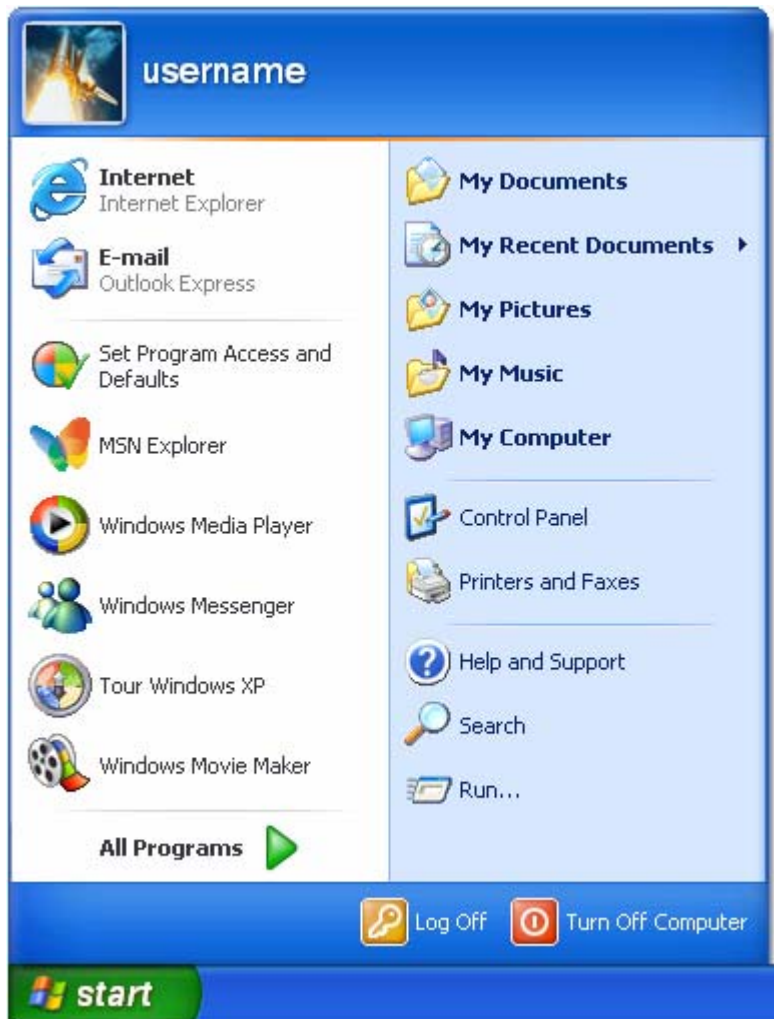 username
Internet
Internet Explorer
E-mail
Outlook Express
Set Program Access and
Defaults
MSN Explorer
Windows Media Player
Windows Messenger
Tour Windows XP
Windows Movie Maker
All Programs
My Documents
My Recent Documents
My Pictures
My Music
My Computer
Control Panel
Printers and Faxes
Help and Support
Search
Run...
Log Off
Turn Off Computer
start